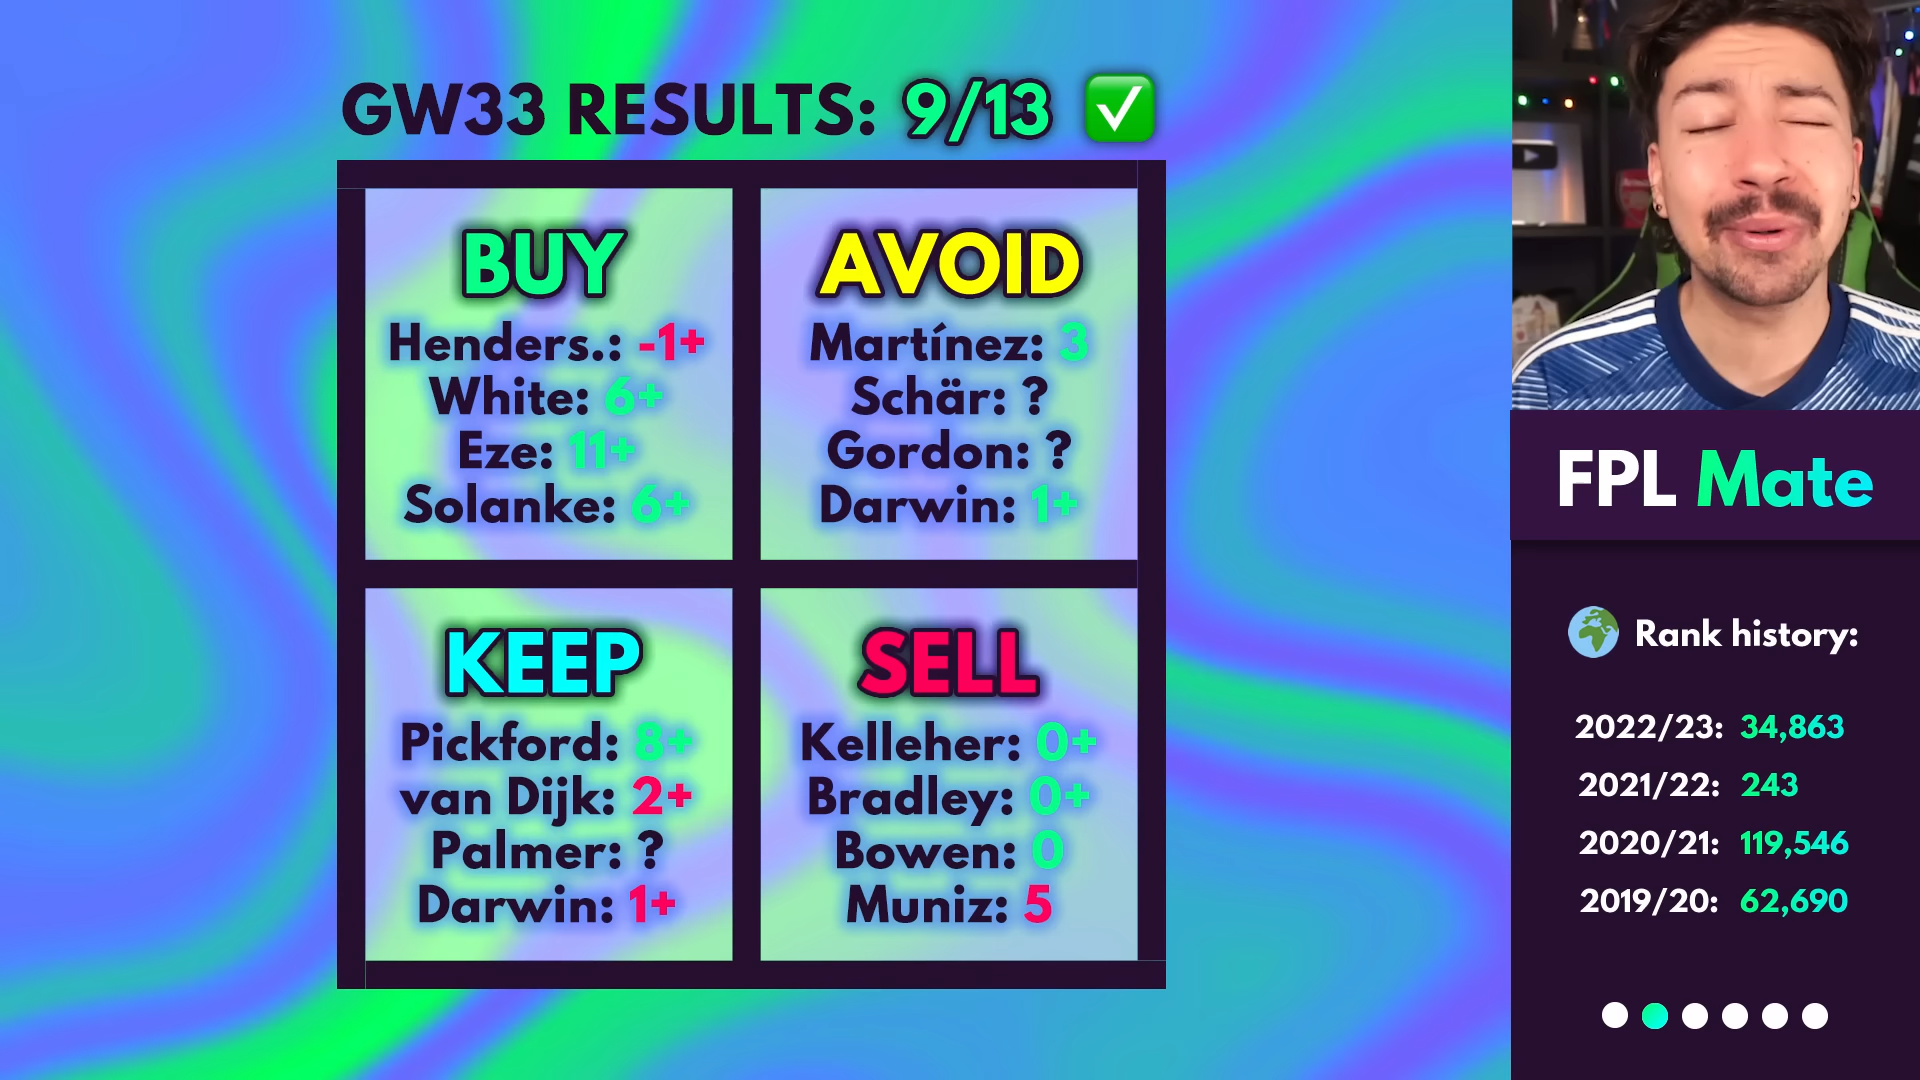 GW33 RESULTS: 9/13 ✅
BUY
Henders.: -1+
White: 6+
Eze: 11+
Solanke: 6+
AVOID
Martínez: 3
Schär: ?
Gordon: ?
Darwin: 1+
KEEP
Pickford: 8+
van Dijk: 2+
Palmer: ?
Darwin: 1+
SELL
Kelleher: 0+
Bradley: 0+
Bowen: 0
Muniz: 5
FPL Mate
Rank history:
2022/23: 34,863
2021/22: 243
2020/21: 119,546
2019/20: 62,690